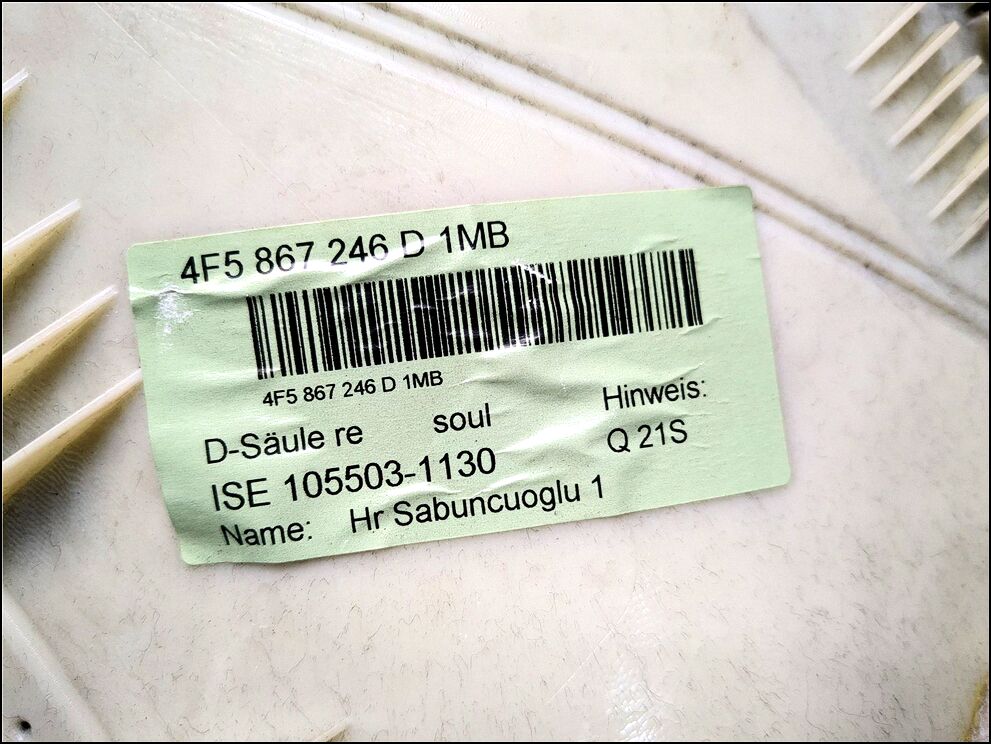 4F5 867 246 D 1MB
4F5 867 246 D 1MB
D-Säule re soul
Hinweis:
Q 21S
ISE 105503-1130
Name: Hr Sabuncuoglu 1